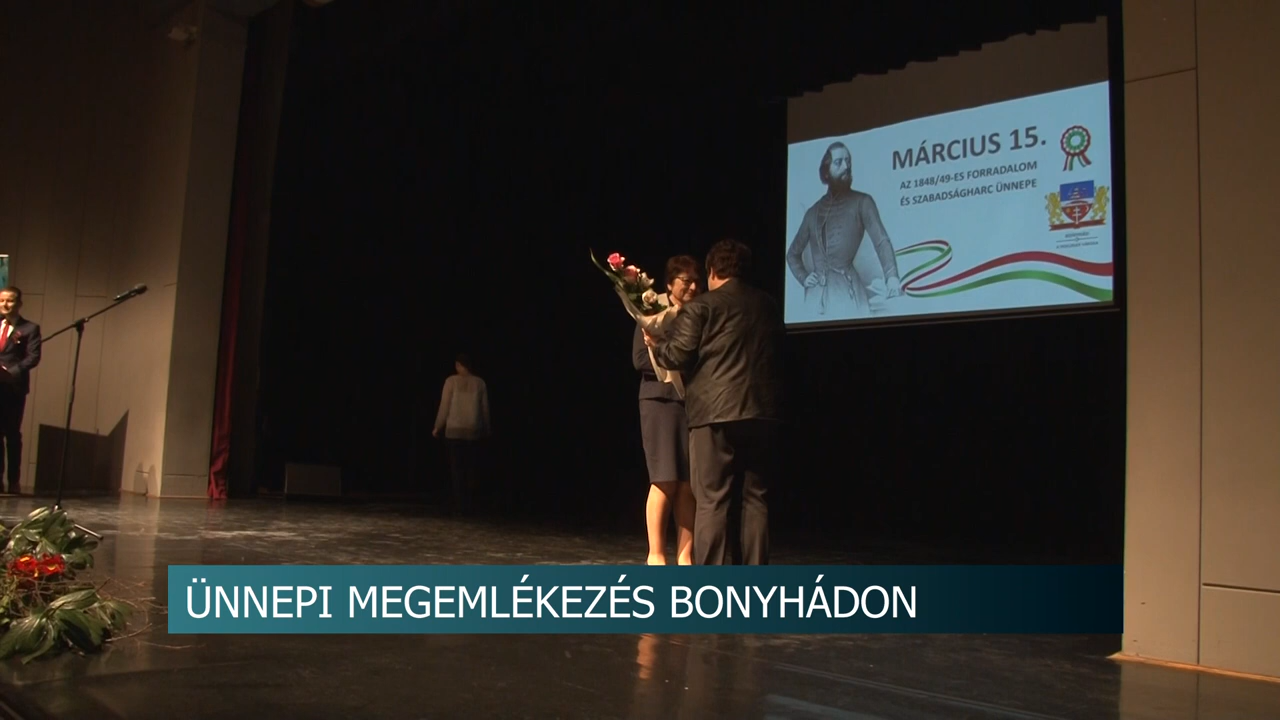 MÁRCIUS 15.
AZ 1848/49-ES FORRADALOM
ÉS SZABADSÁGHARC ÜNNEPE
ÜNNEPI MEGEMLÉKEZÉS BONYHÁDON